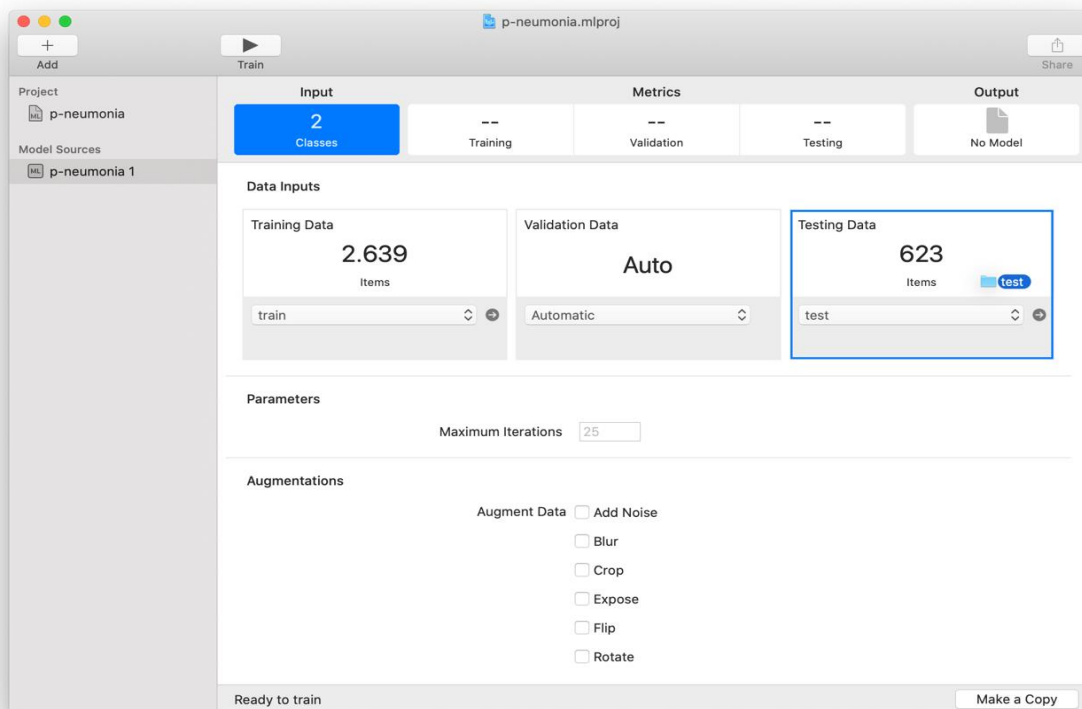 p-neumonia.mlproj
Add
Train
Share
Project
p-neumonia
Model Sources
ML p-neumonia 1
Input
Metrics
Output
2
Classes
--
Training
--
Validation
--
Testing
No Model
Data Inputs
Training Data
2.639
Items
train
Validation Data
Auto
Automatic
Testing Data
623
Items
test
test
Parameters
Maximum Iterations 25
Augmentations
Augment Data Add Noise
Blur
Crop
Expose
Flip
Rotate
Ready to train
Make a Copy